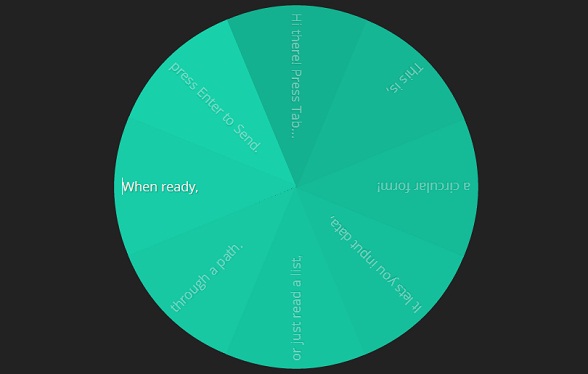 Hi there! Press Tab...
This is,
a circular form!
It lets you input data,
or just read a list.
through a path.
When ready,
press Enter to Send.